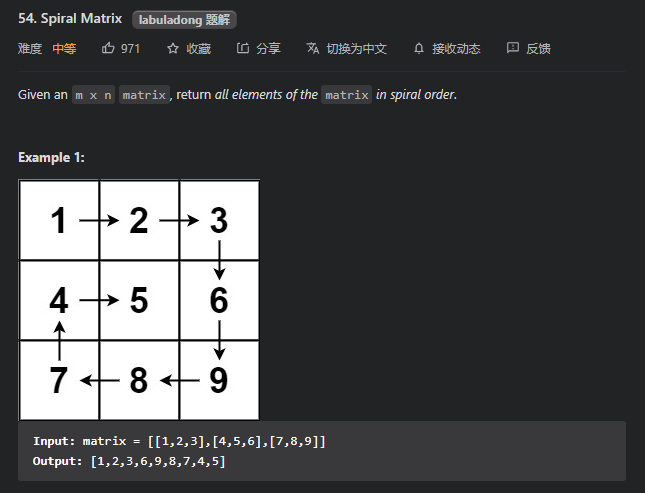 54. Spiral Matrix labuladong 题解
难度 中等 971 收藏 分享 切换为中文 接收动态 反馈
Given an m x n matrix, return all elements of the matrix in spiral order.
Example 1:
1 2 3
4 5 6
7 8 9
Input: matrix = [[1,2,3],[4,5,6],[7,8,9]]
Output: [1,2,3,6,9,8,7,4,5]